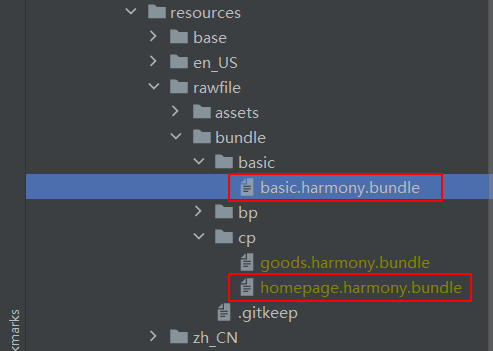 resources
base
en_US
rawfile
assets
bundle
basic
basic.harmony.bundle
bp
cp
goods.harmony.bundle
homepage.harmony.bundle
.gitkeep
zh_CN
kmarks